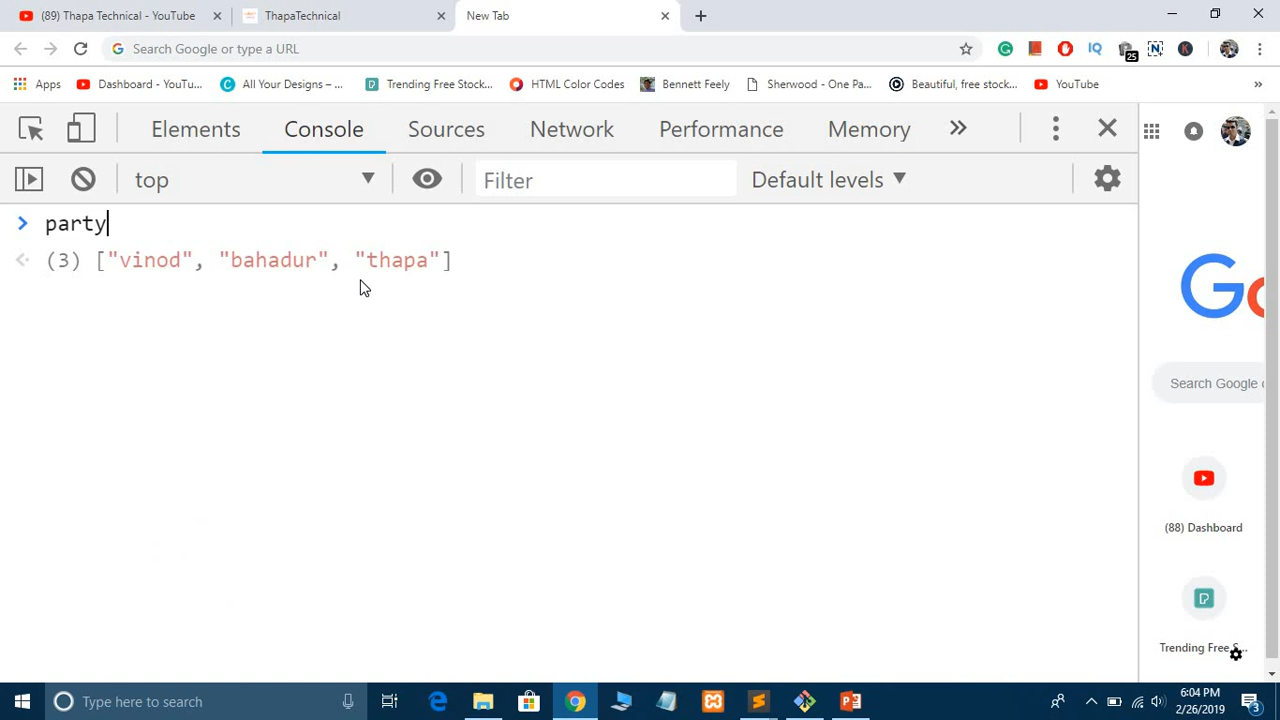 (89) Thapa Technical - YouTube
ThapaTechnical
New Tab
Search Google or type a URL
25
Apps
Dashboard - YouTu...
All Your Designs – ...
Trending Free Stock...
HTML Color Codes
Bennett Feely
Sherwood - One Pa...
Beautiful, free stock...
YouTube
»
Elements
Console
Sources
Network
Performance
Memory
»
top
Filter
Default levels
> party
(3) ["vinod", "bahadur", "thapa"]
Go
Search Google
(88) Dashboard
Trending Free S...
Type here to search
6:04 PM
2/26/2019
3